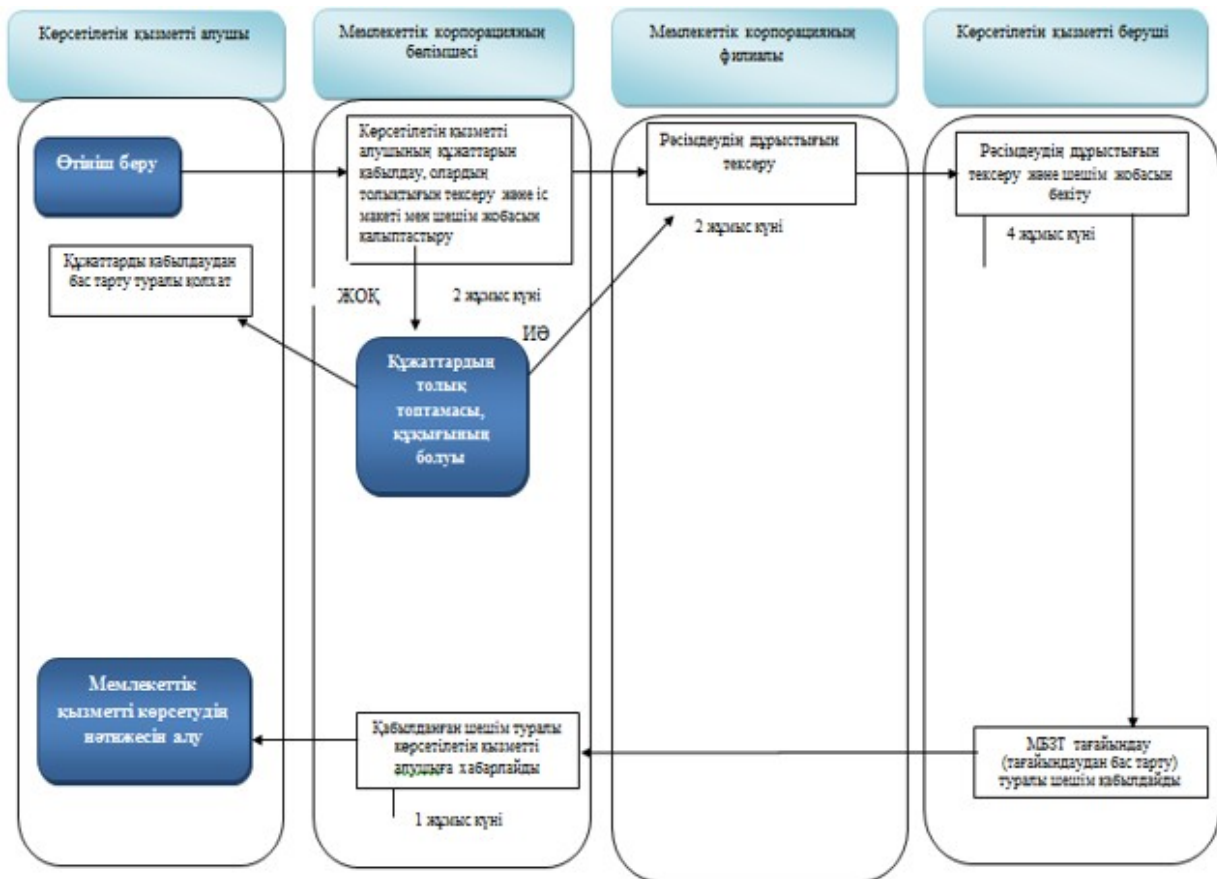 Көрсетілетін қызметті алушы
Мемлекеттік корпорацияның
бөлімшесі
Мемлекеттік корпорацияның
филиалы
Көрсетілетін қызметті беруші
Өтініш беру
Көрсетілетін қызметті
алушының құжаттарын
қабылдау, олардың
толықтығын тексеру және іс
макеті мен шешім жобасын
қалыптастыру
Рәсімдеудің дұрыстығын
тексеру
Рәсімдеудің дұрыстығын
тексеру және шешім жобасын
бекіту
2 жұмыс күні
4 жұмыс күні
Құжаттарды қабылдаудан
бас тарту туралы қолхат
ЖОҚ
2 жұмыс күні
ИӘ
Құжаттардың
толық
топтамасы,
құқығының
болуы
Мемлекеттік
қызметті көрсетудің
нәтижесін алу
Қабылданған шешім туралы
көрсетілетін қызметті
алушыға хабарлайды
1 жұмыс күні
МБЗТ тағайындау
(тағайындаудан бас тарту)
туралы шешім қабылдайды